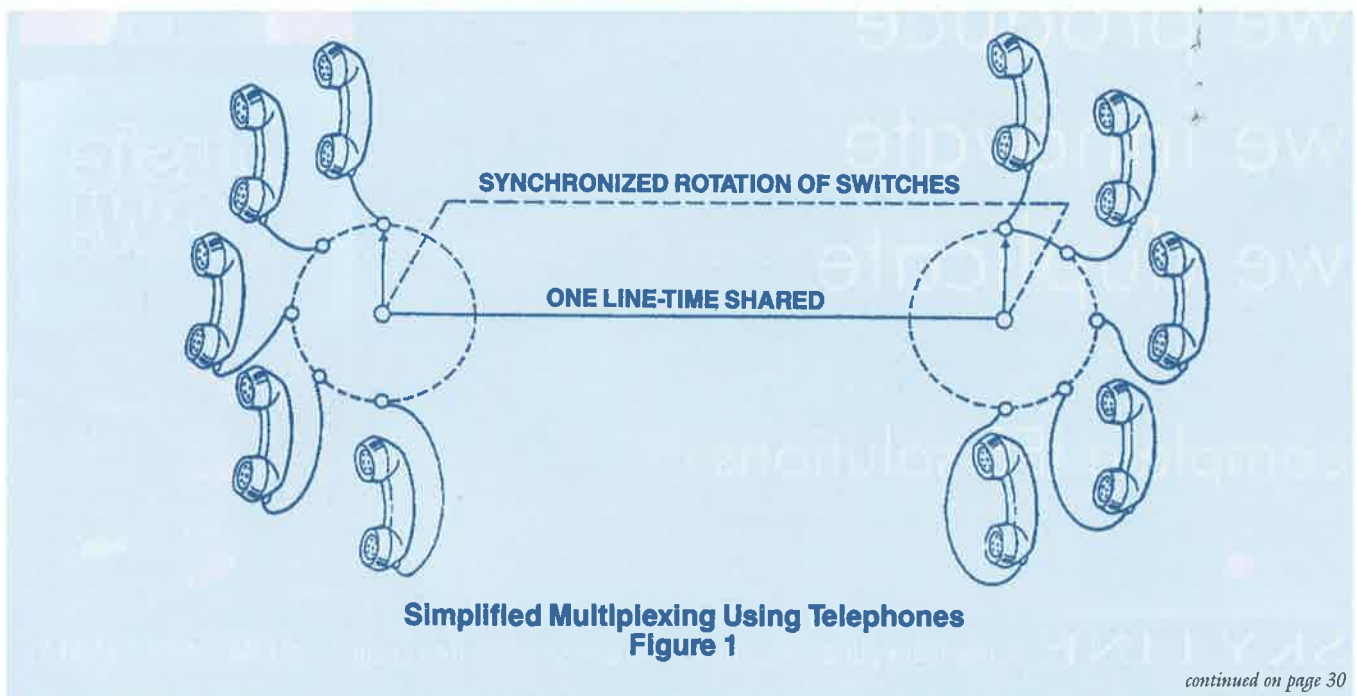 SYNCHRONIZED ROTATION OF SWITCHES
ONE LINE-TIME SHARED
Simplified Multiplexing Using Telephones
Figure 1
continued on page 30